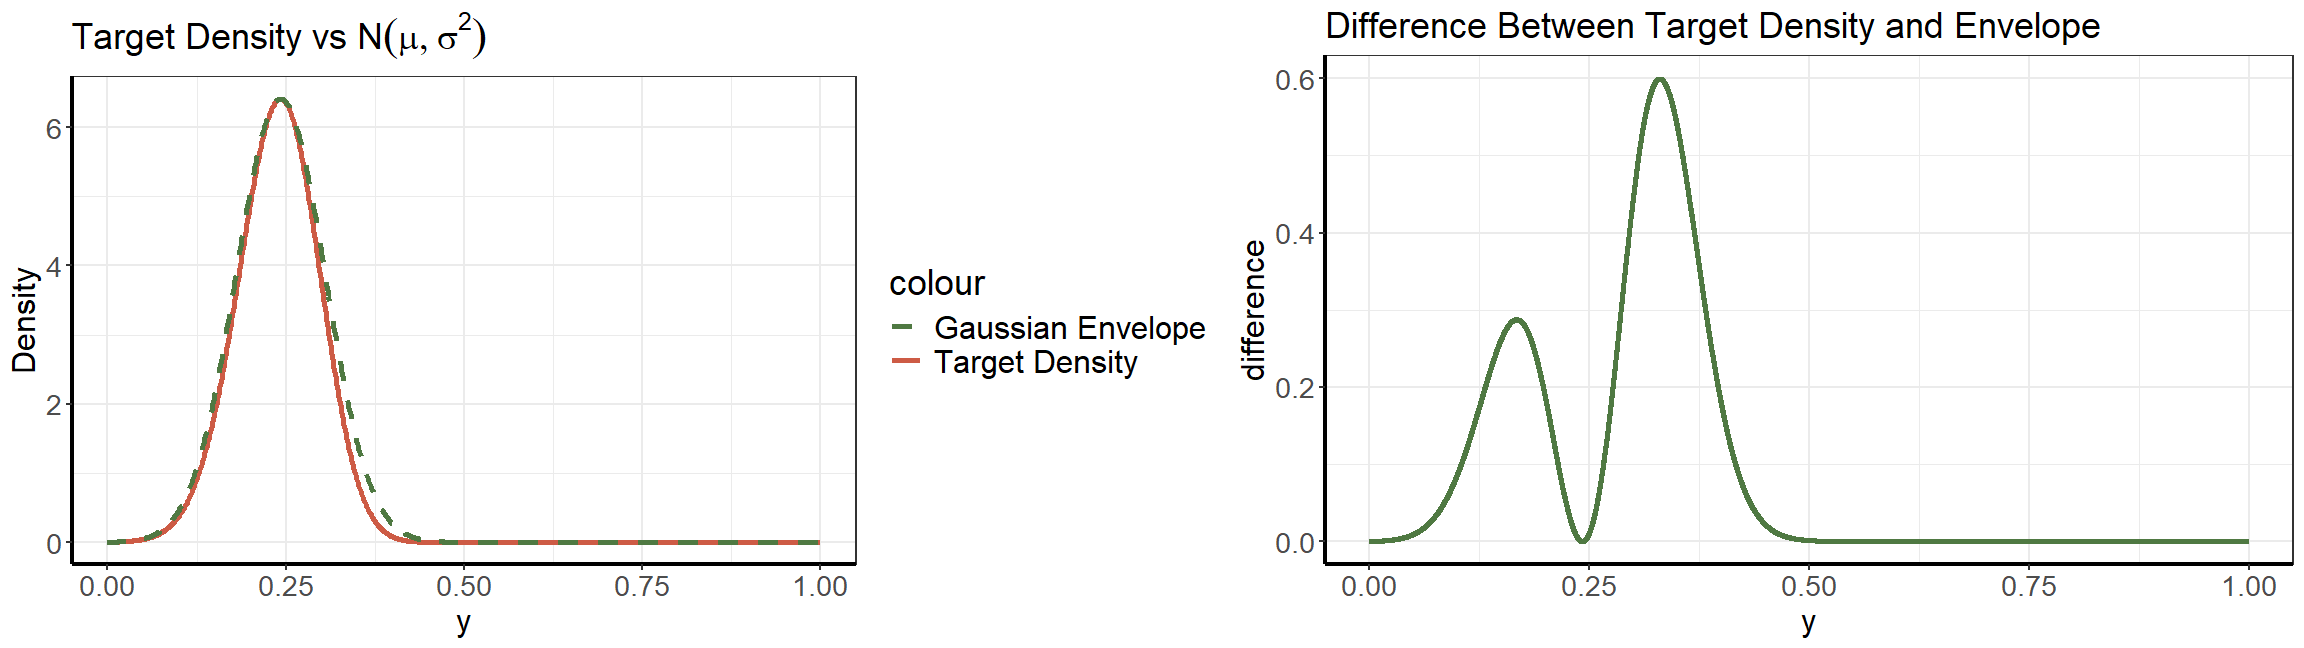 Target Density vs N(μ, σ²)
Density
6
4
2
0
0.00 0.25 0.50 0.75 1.00
y
colour
Gaussian Envelope
Target Density
Difference Between Target Density and Envelope
difference
0.6
0.4
0.2
0.0
0.00 0.25 0.50 0.75 1.00
y